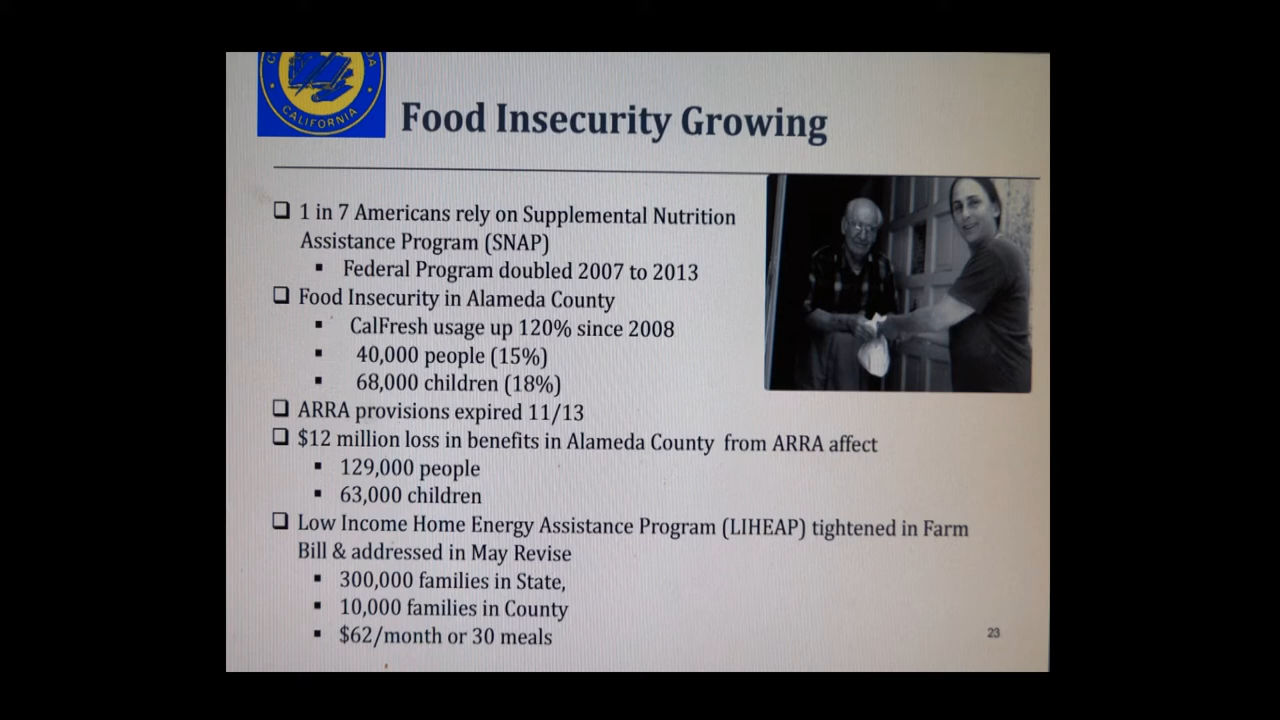 DA
CALIFORNIA
Food Insecurity Growing
❑ 1 in 7 Americans rely on Supplemental Nutrition
Assistance Program (SNAP)
▪ Federal Program doubled 2007 to 2013
❑ Food Insecurity in Alameda County
▪ CalFresh usage up 120% since 2008
▪ 40,000 people (15%)
▪ 68,000 children (18%)
❑ ARRA provisions expired 11/13
❑ $12 million loss in benefits in Alameda County from ARRA affect
▪ 129,000 people
▪ 63,000 children
❑ Low Income Home Energy Assistance Program (LIHEAP) tightened in Farm
Bill & addressed in May Revise
▪ 300,000 families in State,
▪ 10,000 families in County
▪ $62/month or 30 meals
23